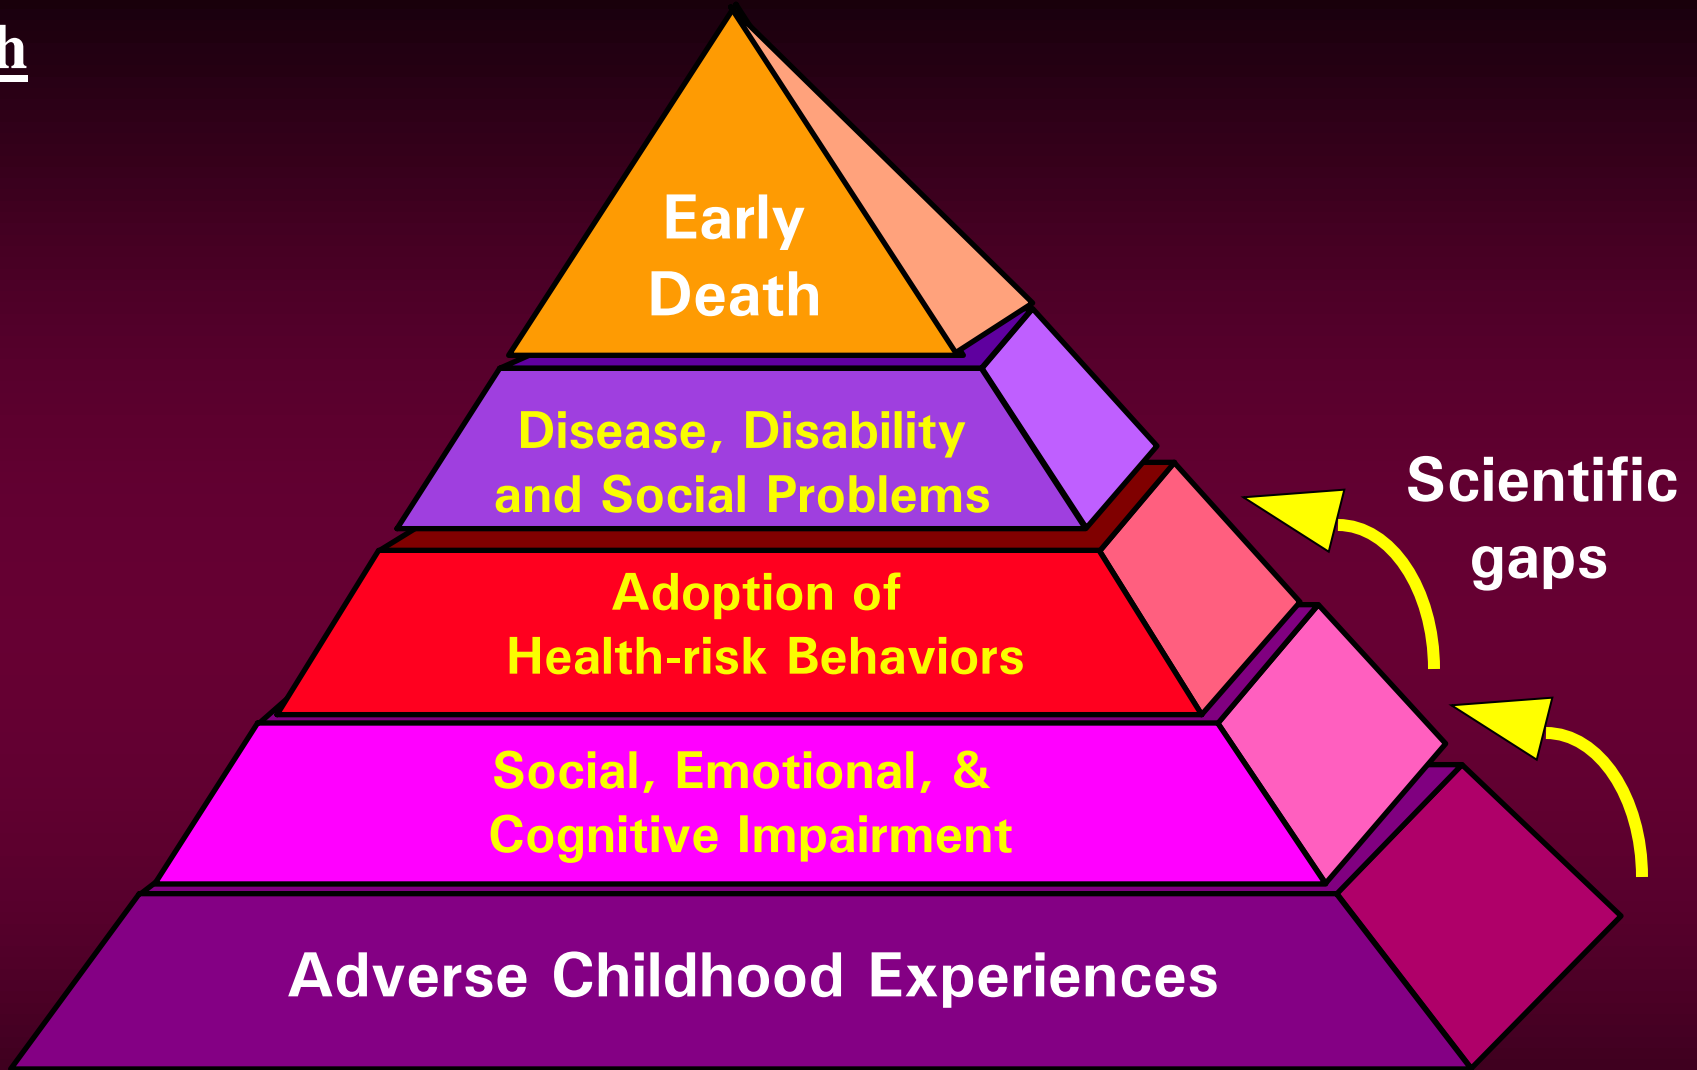 h
Early
Death
Disease, Disability
and Social Problems
Scientific
gaps
Adoption of
Health-risk Behaviors
Social, Emotional, &
Cognitive Impairment
Adverse Childhood Experiences